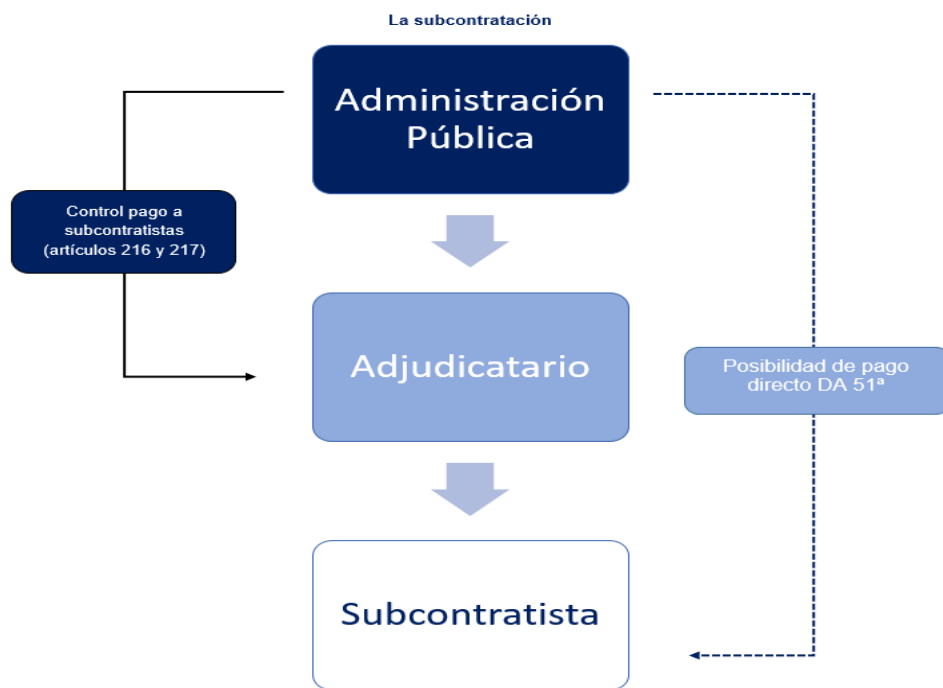 La subcontratación
Administración
Pública
Control pago a
subcontratistas
(artículos 216 y 217)
Adjudicatario
Posibilidad de pago
directo DA 51ª
Subcontratista